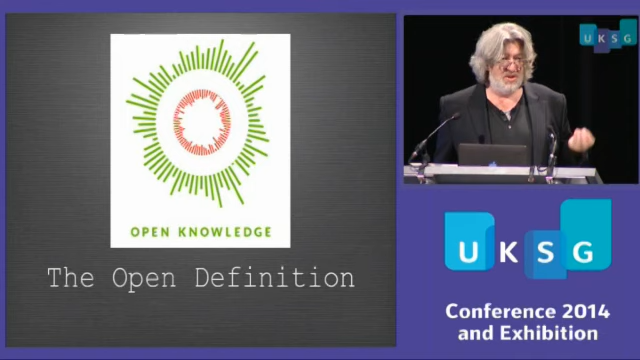 OPEN KNOWLEDGE
The Open Definition
UKSG
UKSG
Conference 2014
and Exhibition